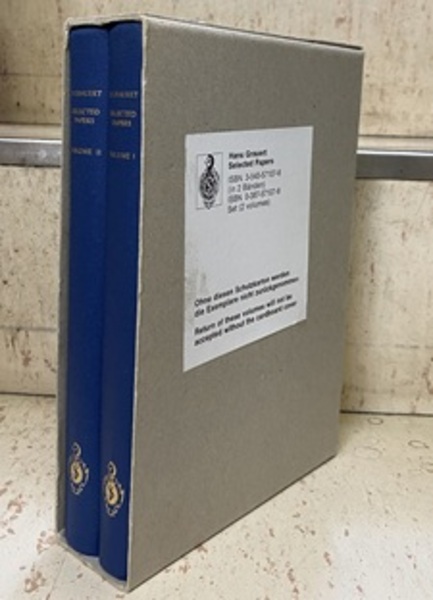 GRAUERT
SELECTED
PAPERS
VOLUME II
GRAUERT
SELECTED
PAPERS
VOLUME I
Hans Grauert
Selected Papers
ISBN 3-540-57107-8
(in 2 Bänden)
ISBN 0-387-57107-8
Set (2 volumes)
Ohne diesen Schutzkarton werden
die Exemplare nicht zurückgenommen
Return of these volumes will not be
accepted without the cardboard cover